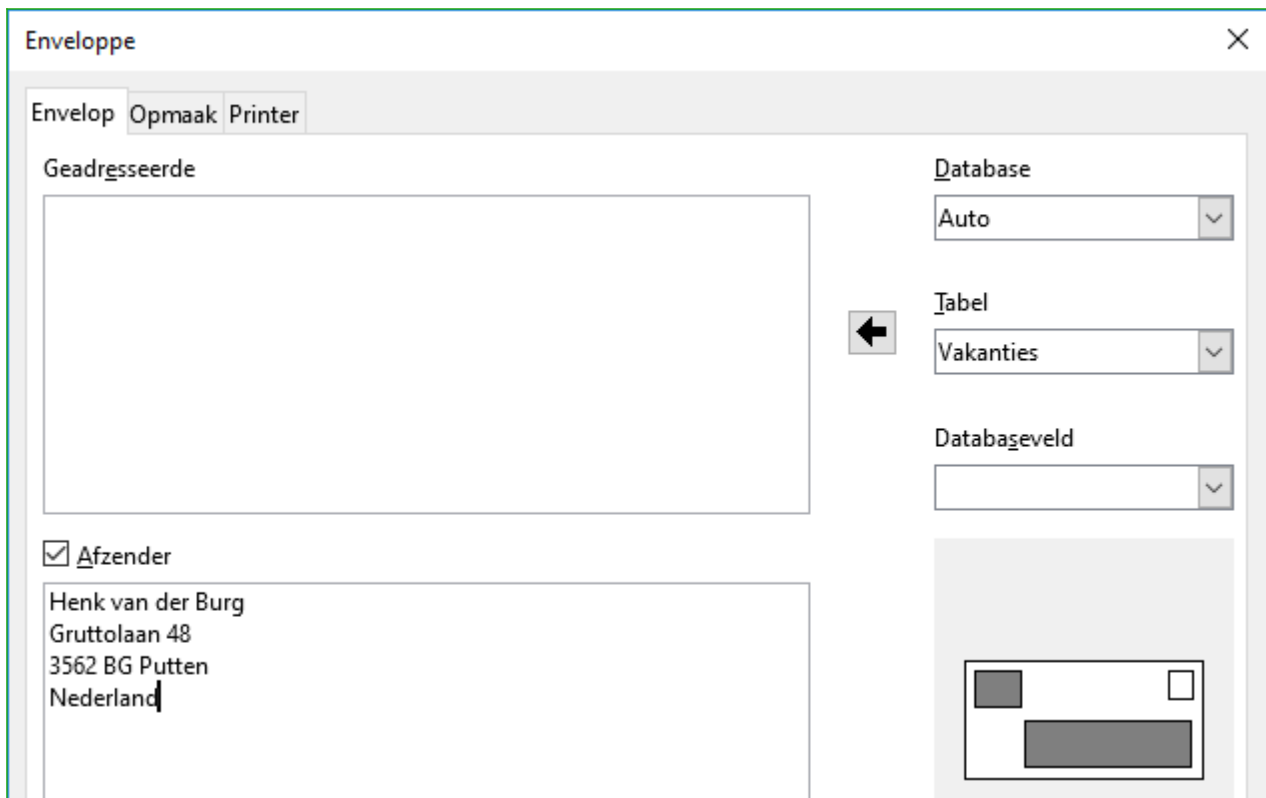 Enveloppe
Envelop Opmaak Printer
Geadresseerde
Database
Auto
Tabel
Vakanties
Databaseveld
Afzender
Henk van der Burg
Gruttolaan 48
3562 BG Putten
Nederland